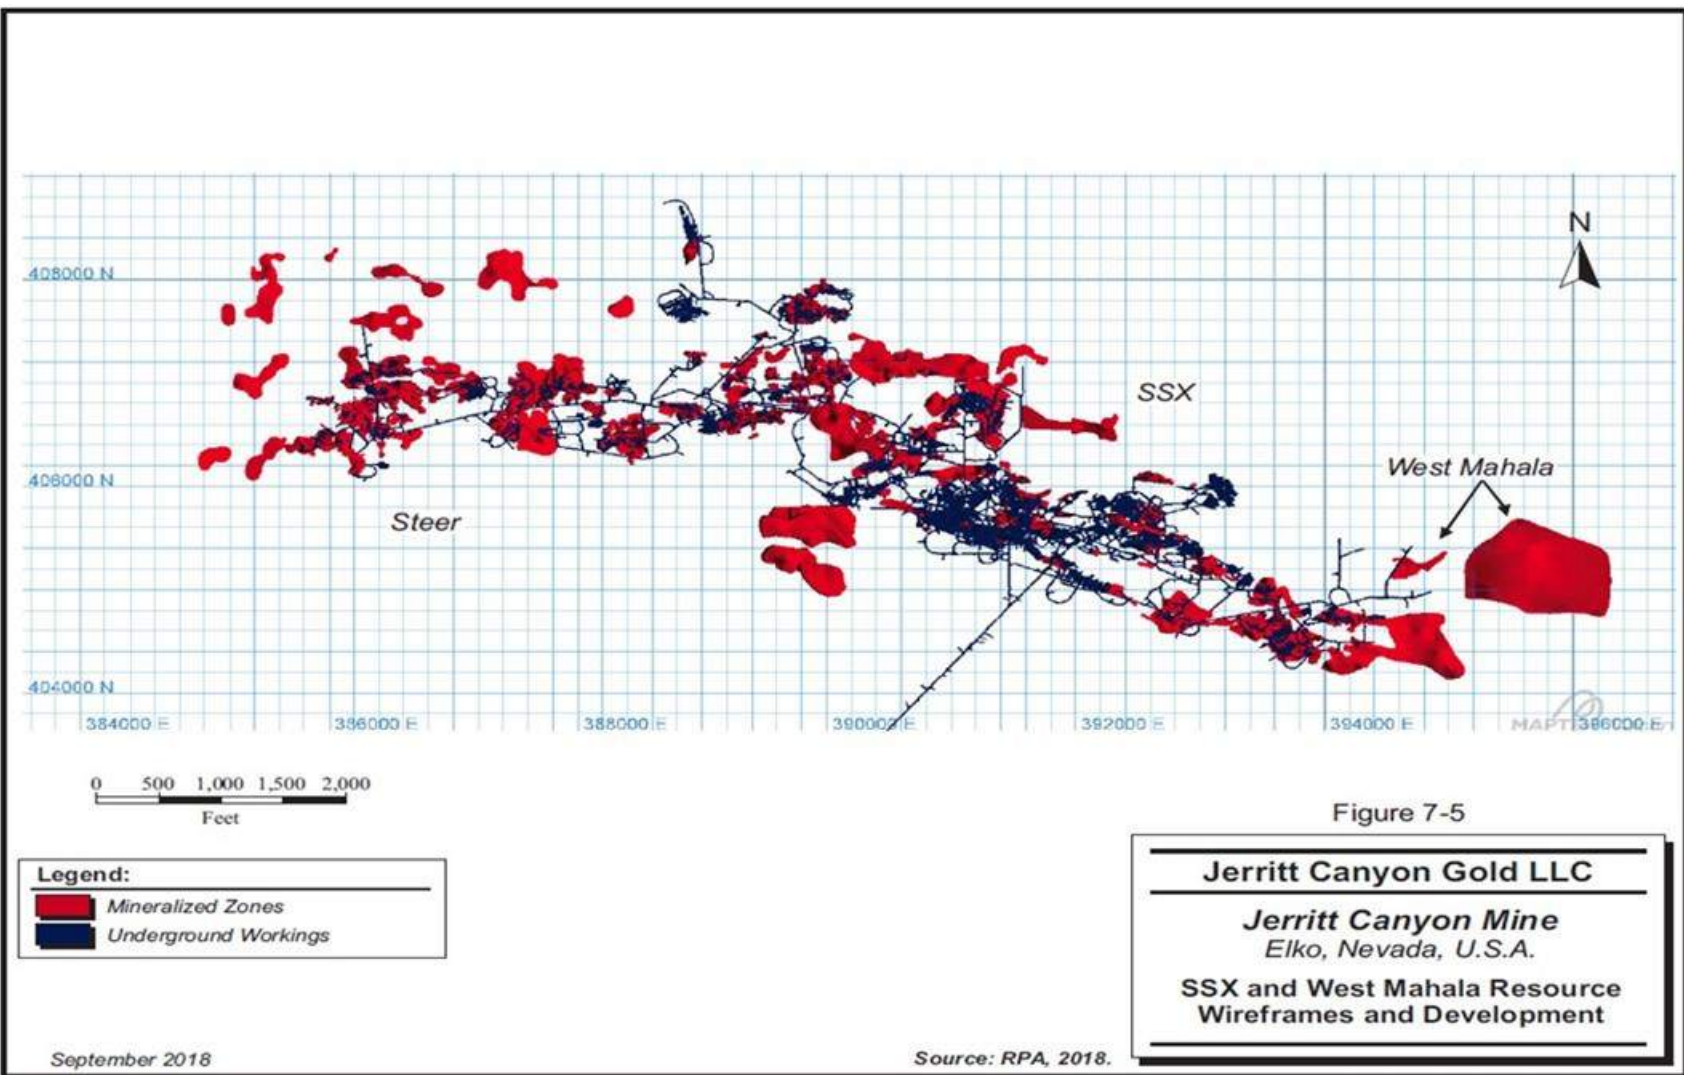 N
408000 N
SSX
West Mahala
406000 N
Steer
404000 N
384000 E
386000 E
388000 E
390000 E
392000 E
394000 E
396000 E
0 500 1,000 1,500 2,000
Feet
Figure 7-5
Legend:
Mineralized Zones
Underground Workings
Jerritt Canyon Gold LLC
Jerritt Canyon Mine
Elko, Nevada, U.S.A.
SSX and West Mahala Resource
Wireframes and Development
September 2018
Source: RPA, 2018.